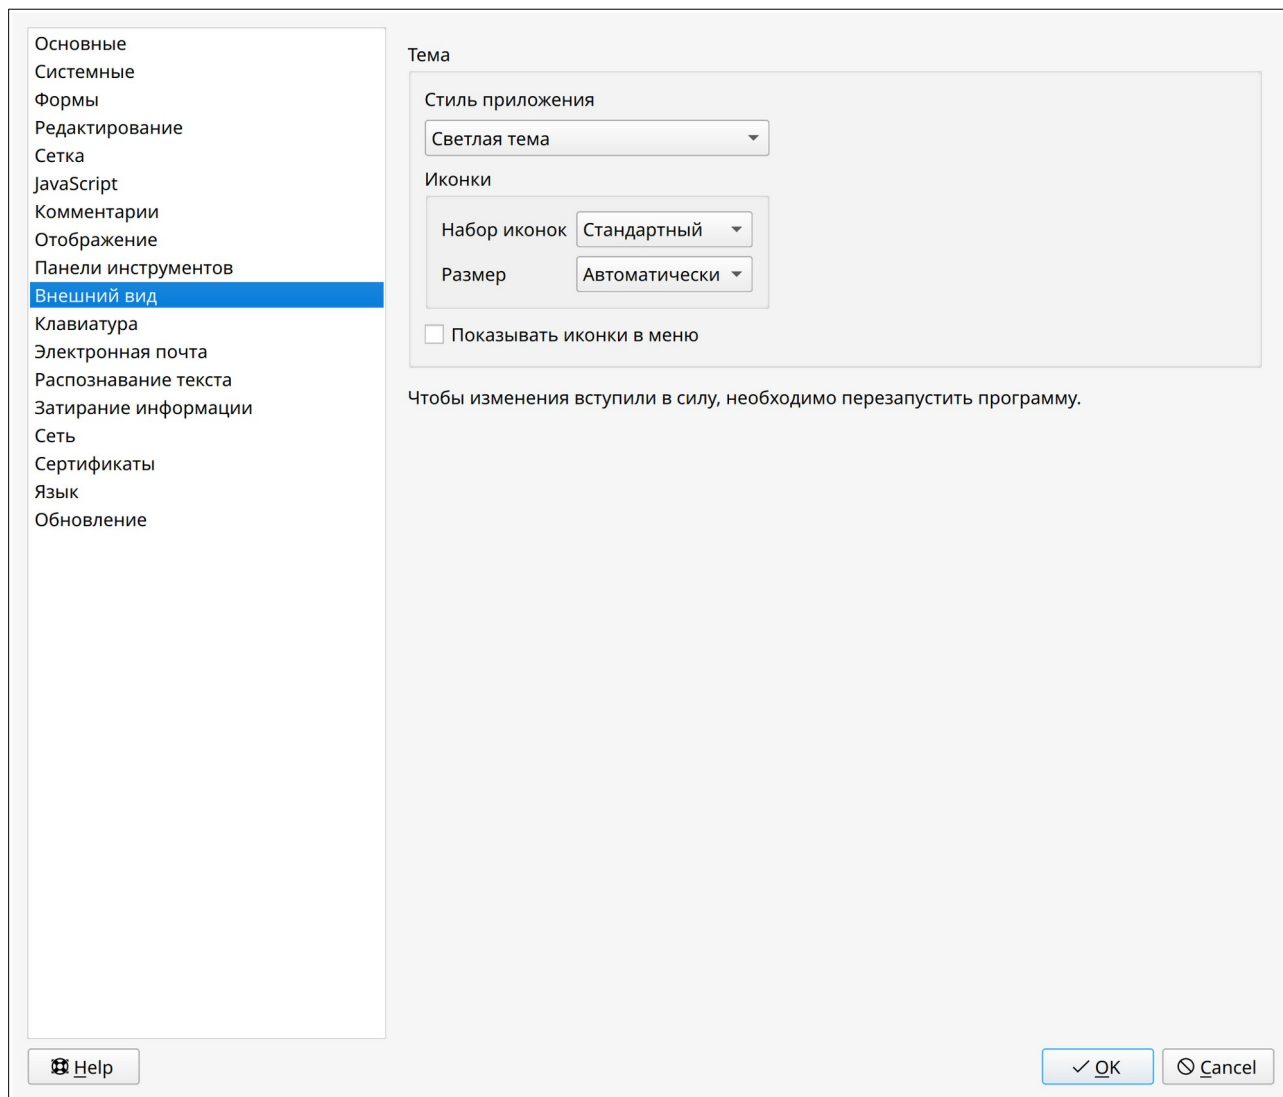 Основные
Системные
Формы
Редактирование
Сетка
JavaScript
Комментарии
Отображение
Панели инструментов
Внешний вид
Клавиатура
Электронная почта
Распознавание текста
Затирание информации
Сеть
Сертификаты
Язык
Обновление
Тема
Стиль приложения
Светлая тема
Иконки
Набор иконок Стандартный
Размер Автоматически
Показывать иконки в меню
Чтобы изменения вступили в силу, необходимо перезапустить программу.
Help OK Cancel